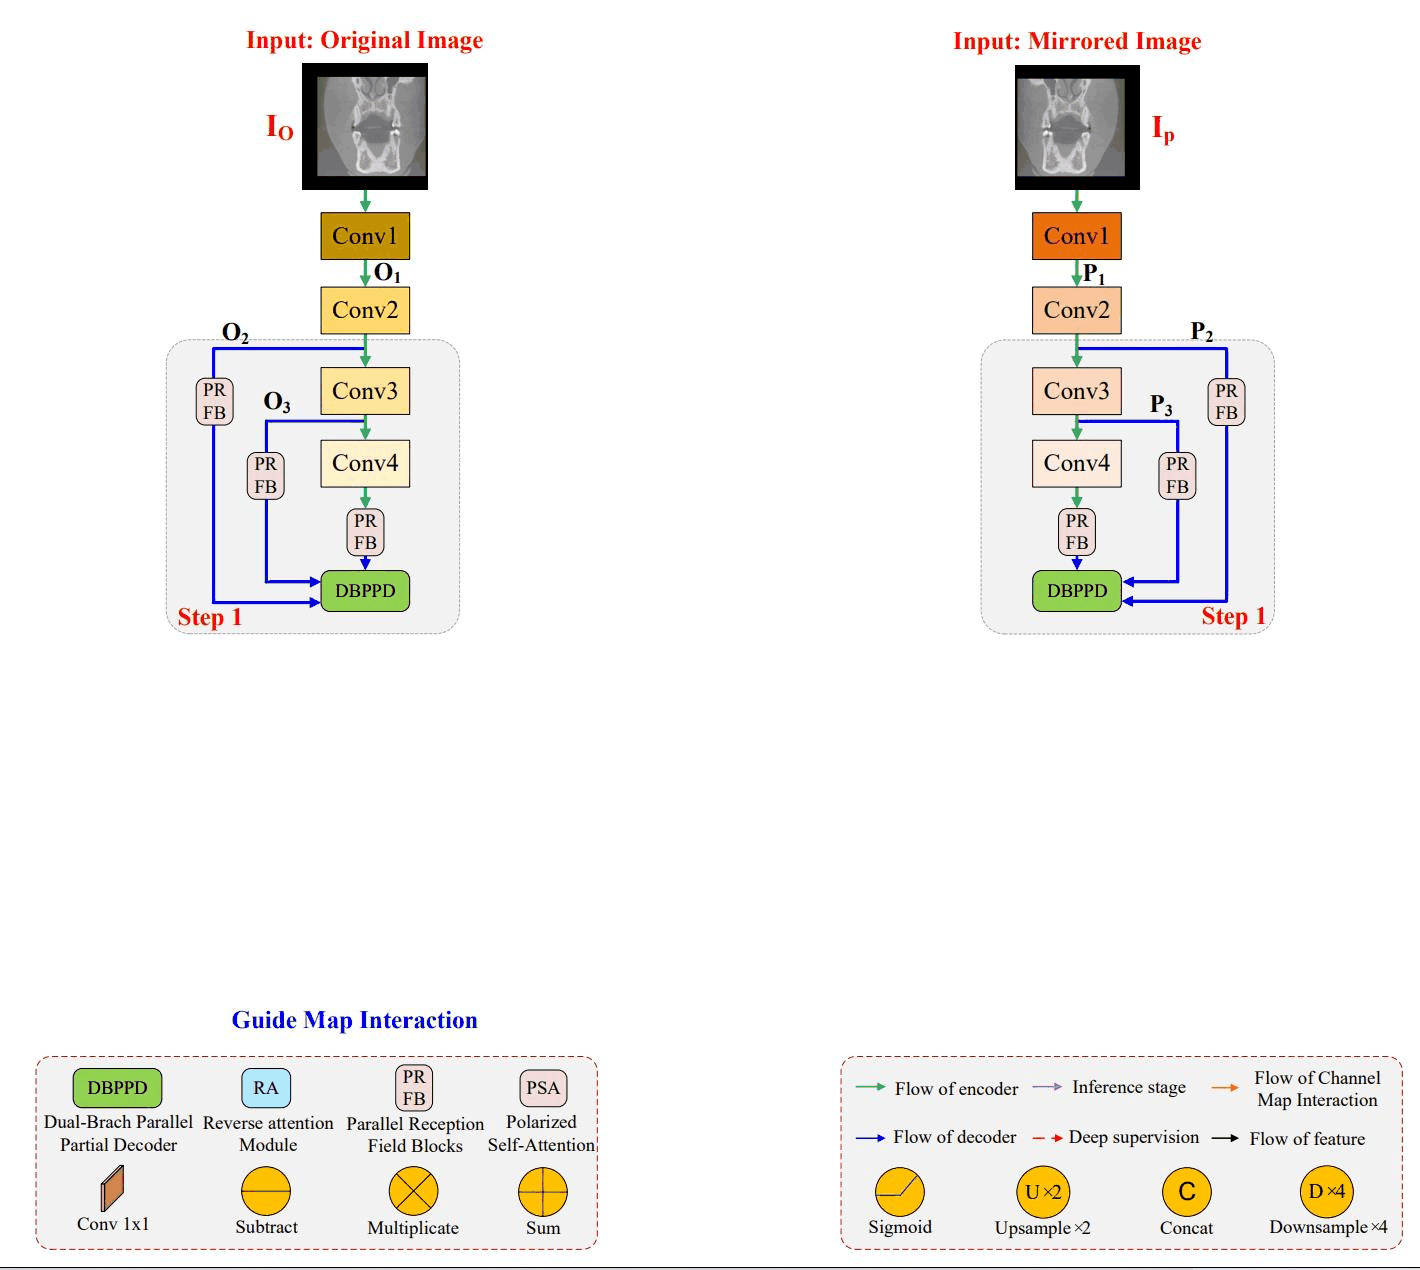 Input: Original Image
Input: Mirrored Image
I_O
I_p
Conv1
Conv1
O_1
P_1
Conv2
Conv2
O_2
P_2
PR
FB
Conv3
Conv3
PR
FB
O_3
P_3
PR
FB
Conv4
Conv4
PR
FB
PR
FB
PR
FB
DBPPD
DBPPD
Step 1
Step 1
Guide Map Interaction
DBPPD
RA
PR
FB
PSA
Dual-Brach Parallel
Partial Decoder
Reverse attention
Module
Parallel Reception
Field Blocks
Polarized
Self-Attention
Conv 1x1
Subtract
Multiplicate
Sum
Flow of encoder
Inference stage
Flow of Channel
Map Interaction
Flow of decoder
Deep supervision
Flow of feature
U×2
C
D×4
Sigmoid
Upsample×2
Concat
Downsample×4